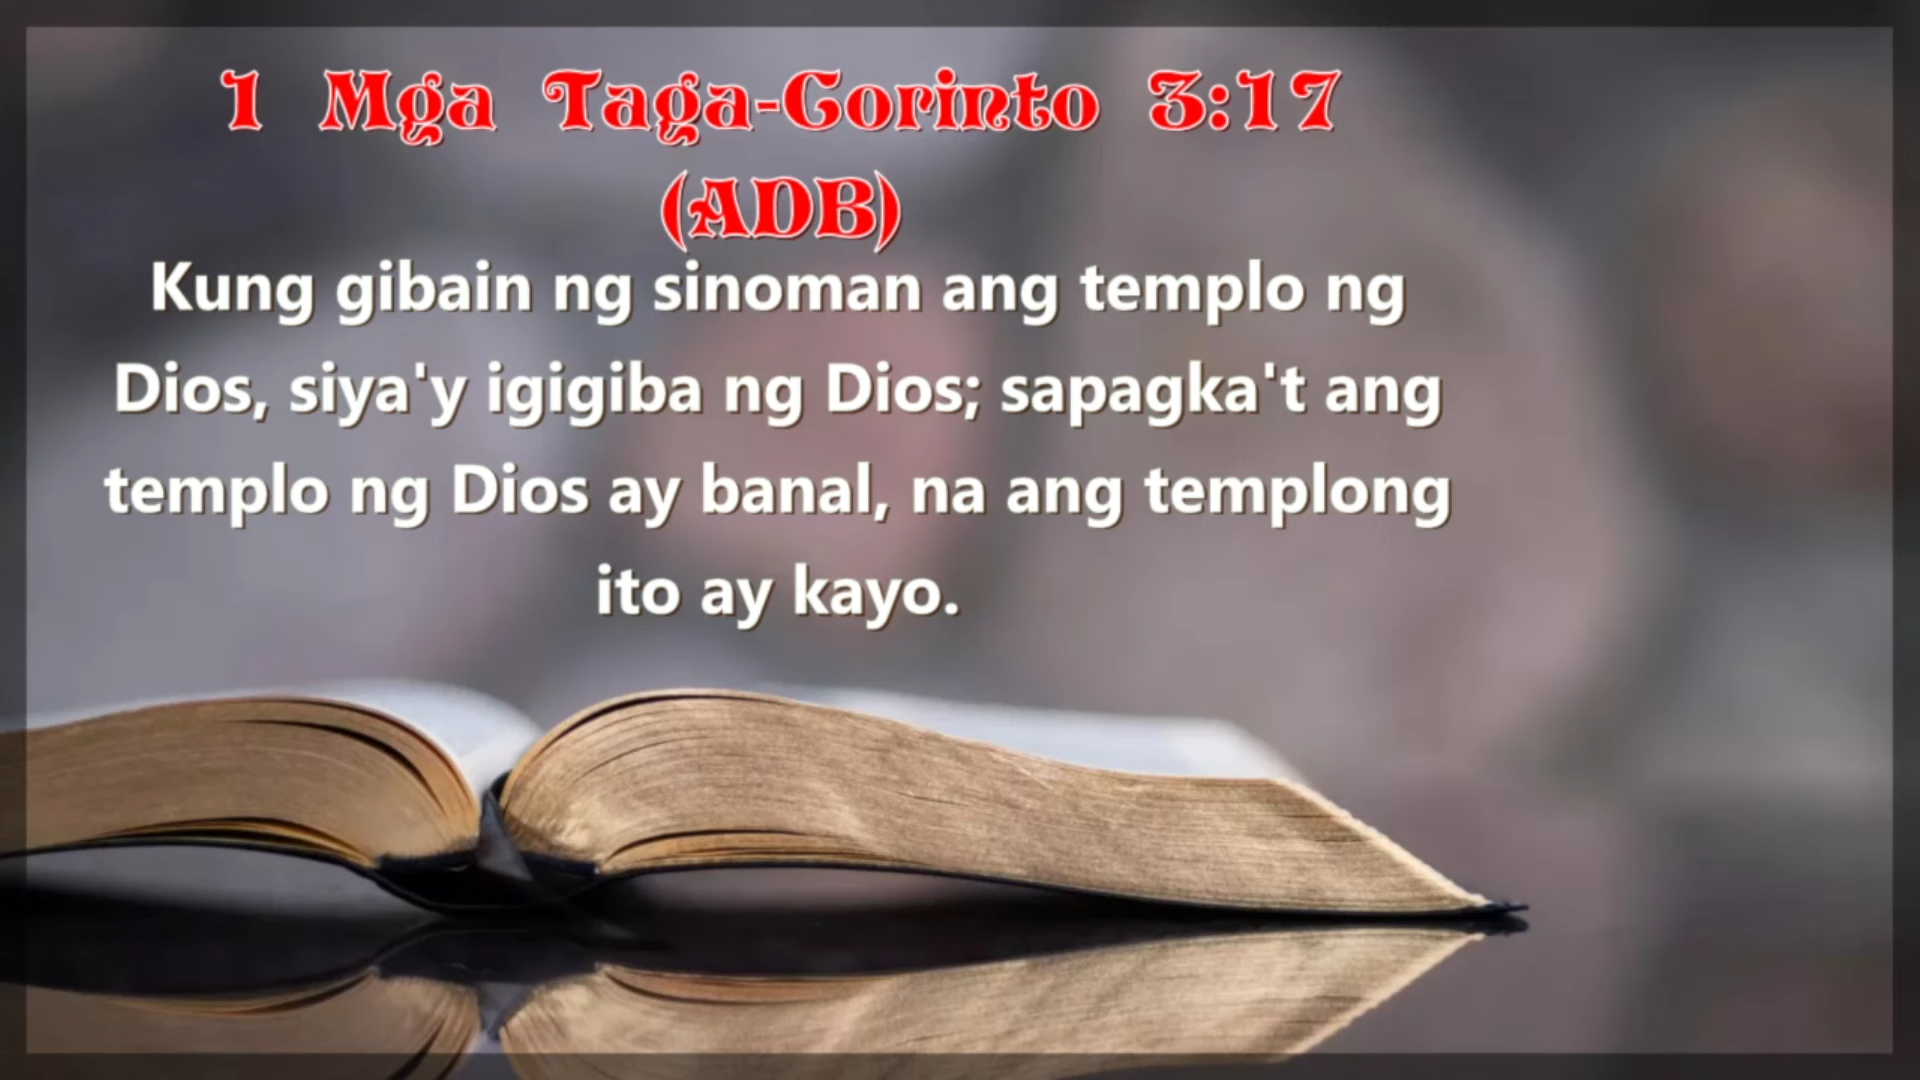 1 Mga Taga-Corinto 3:17
(ADB)
Kung gibain ng sinoman ang templo ng
Dios, siya'y igigiba ng Dios; sapagka't ang
templo ng Dios ay banal, na ang templong
ito ay kayo.